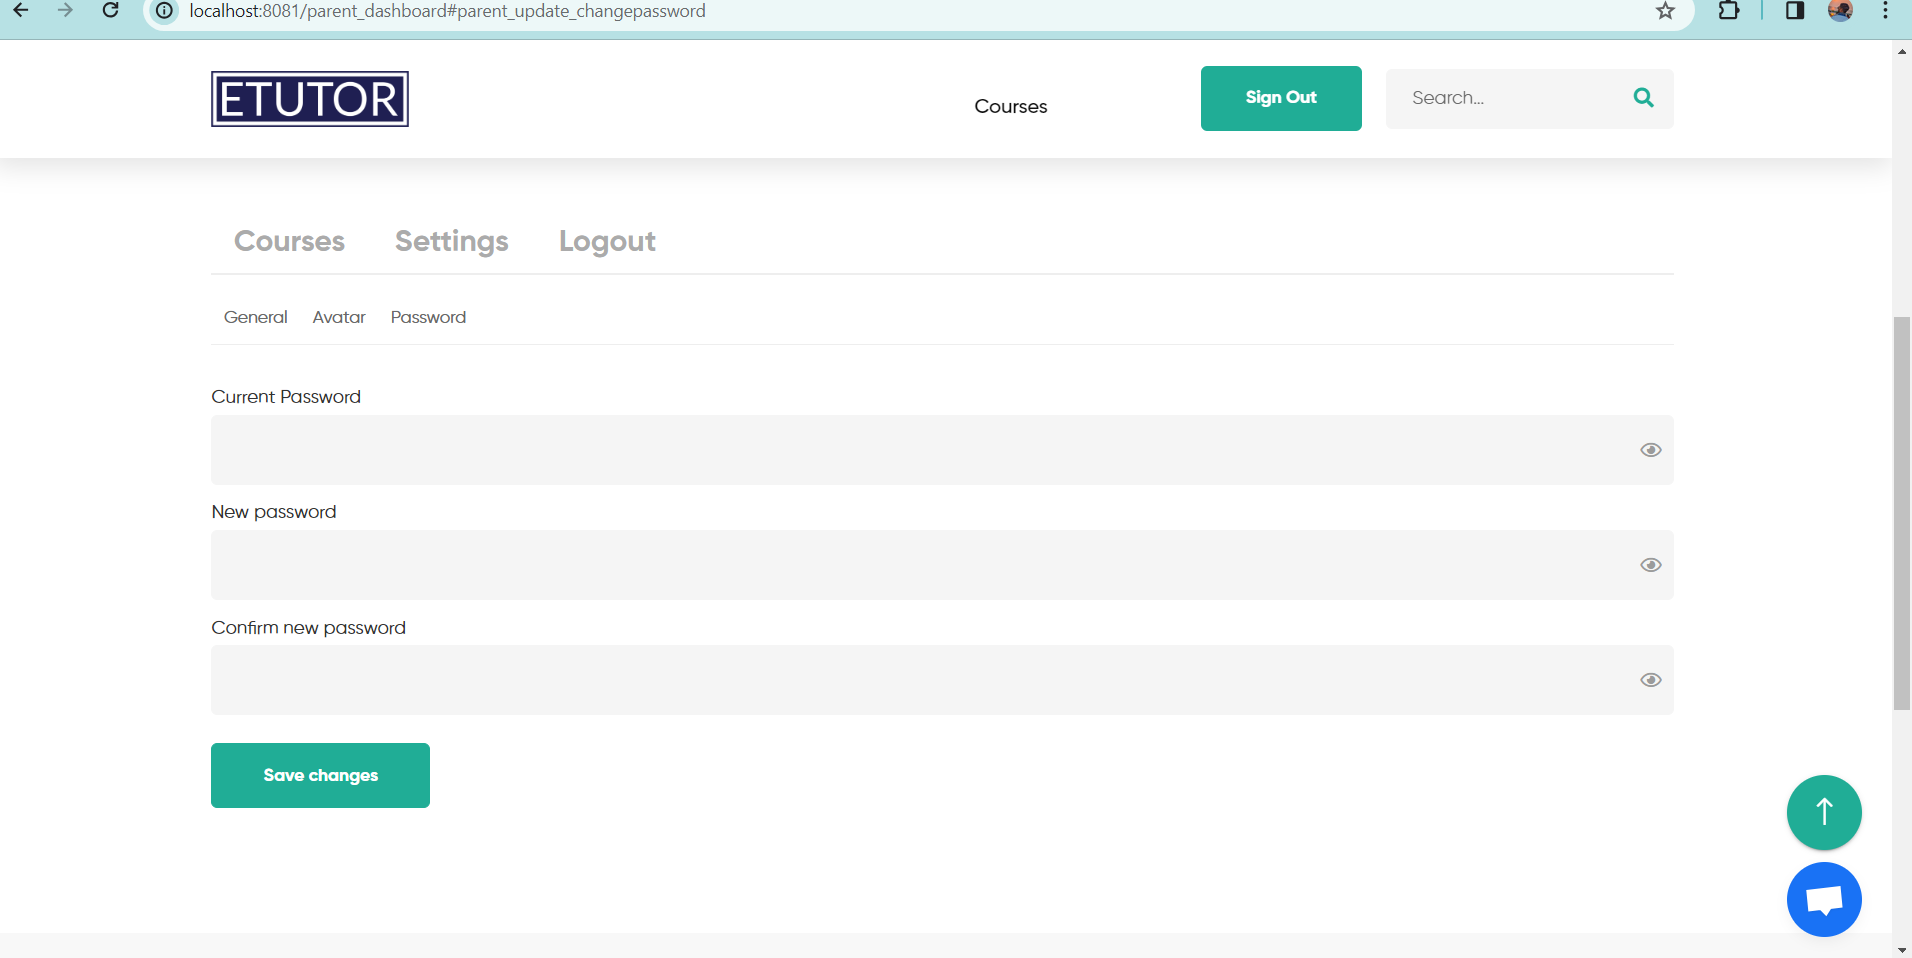 localhost:8081/parent_dashboard#parent_update_changepassword
ETUTOR
Courses
Sign Out
Search...
Courses Settings Logout
General Avatar Password
Current Password
New password
Confirm new password
Save changes